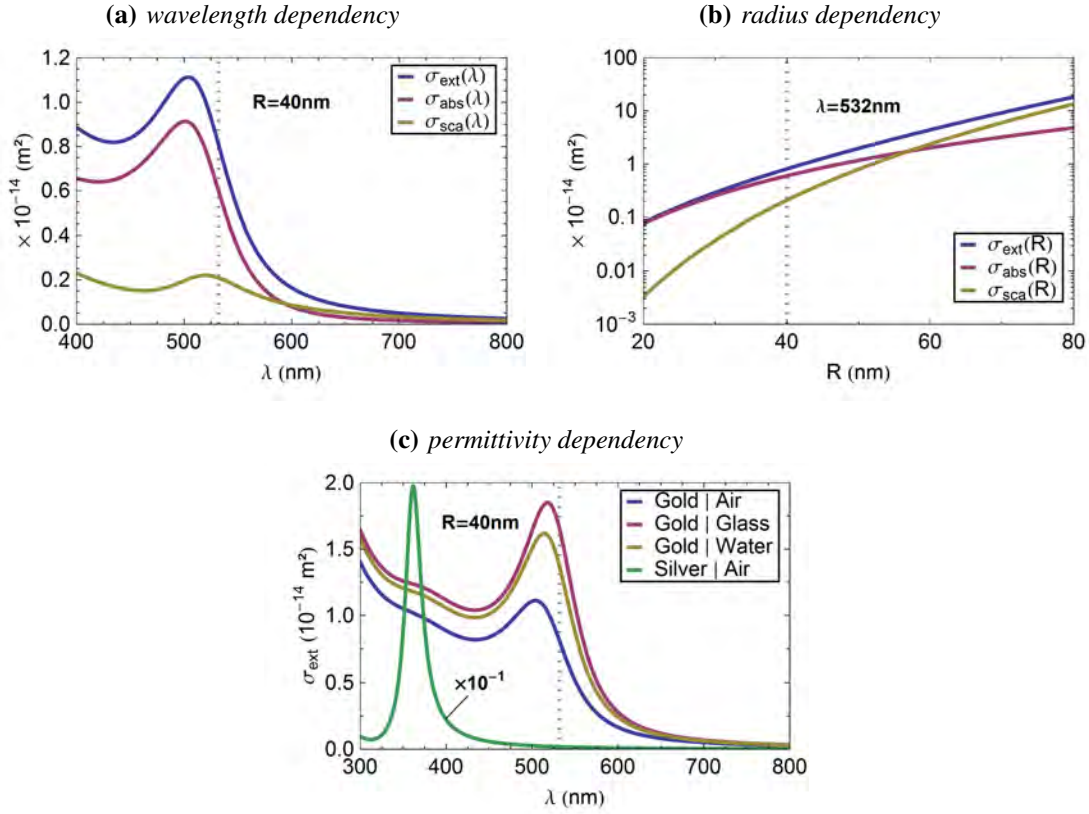 (a) wavelength dependency
1.2
1.0
0.8
0.6
0.4
0.2
0.0
× 10⁻¹⁴ (m²)
400 500 600 700 800
λ (nm)
R=40nm
σext(λ)
σabs(λ)
σsca(λ)
(b) radius dependency
100
10
1
0.1
0.01
10⁻³
× 10⁻¹⁴ (m²)
20 40 60 80
R (nm)
λ=532nm
σext(R)
σabs(R)
σsca(R)
(c) permittivity dependency
2.0
1.5
1.0
0.5
0.0
σext (10⁻¹⁴ m²)
300 400 500 600 700 800
λ (nm)
R=40nm
×10⁻¹
Gold | Air
Gold | Glass
Gold | Water
Silver | Air